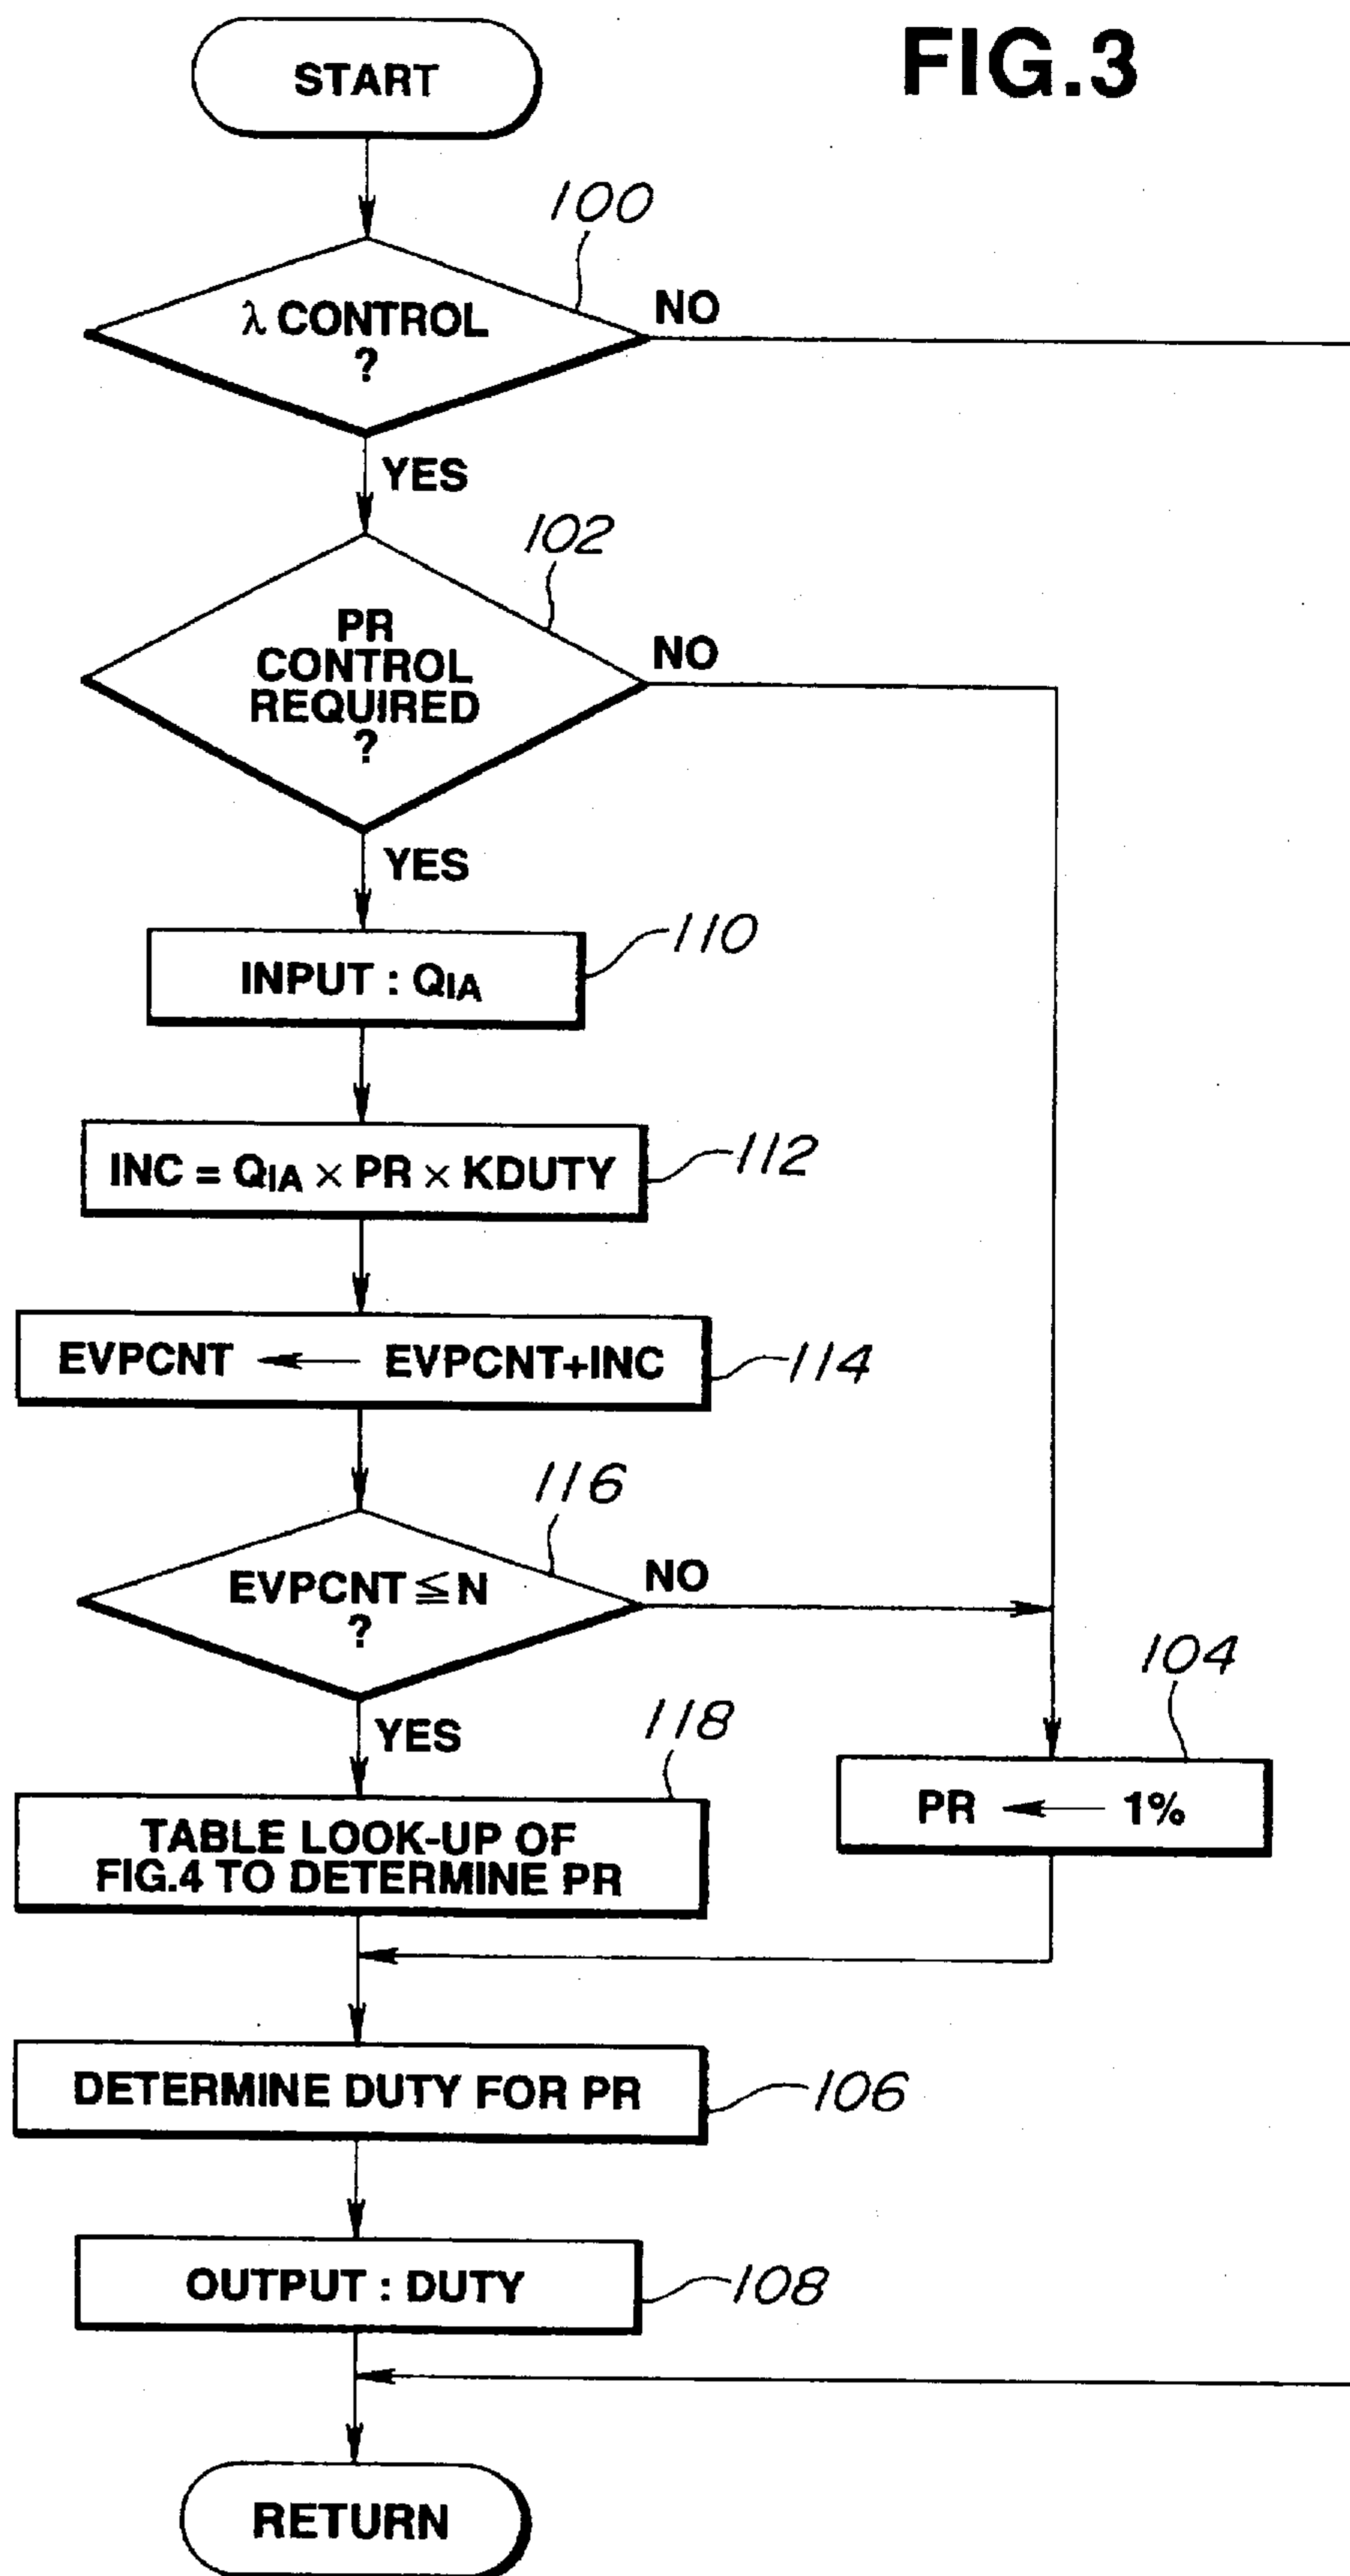 FIG.3
START
100
λ CONTROL
?
NO
YES
102
PR
CONTROL
REQUIRED
?
NO
YES
110
INPUT : QIA
INC = QIA × PR × KDUTY
112
EVPCNT ← EVPCNT+INC
114
116
EVPCNT ≦ N
?
NO
YES
118
104
TABLE LOOK-UP OF
FIG.4 TO DETERMINE PR
PR ← 1%
DETERMINE DUTY FOR PR
106
OUTPUT : DUTY
108
RETURN